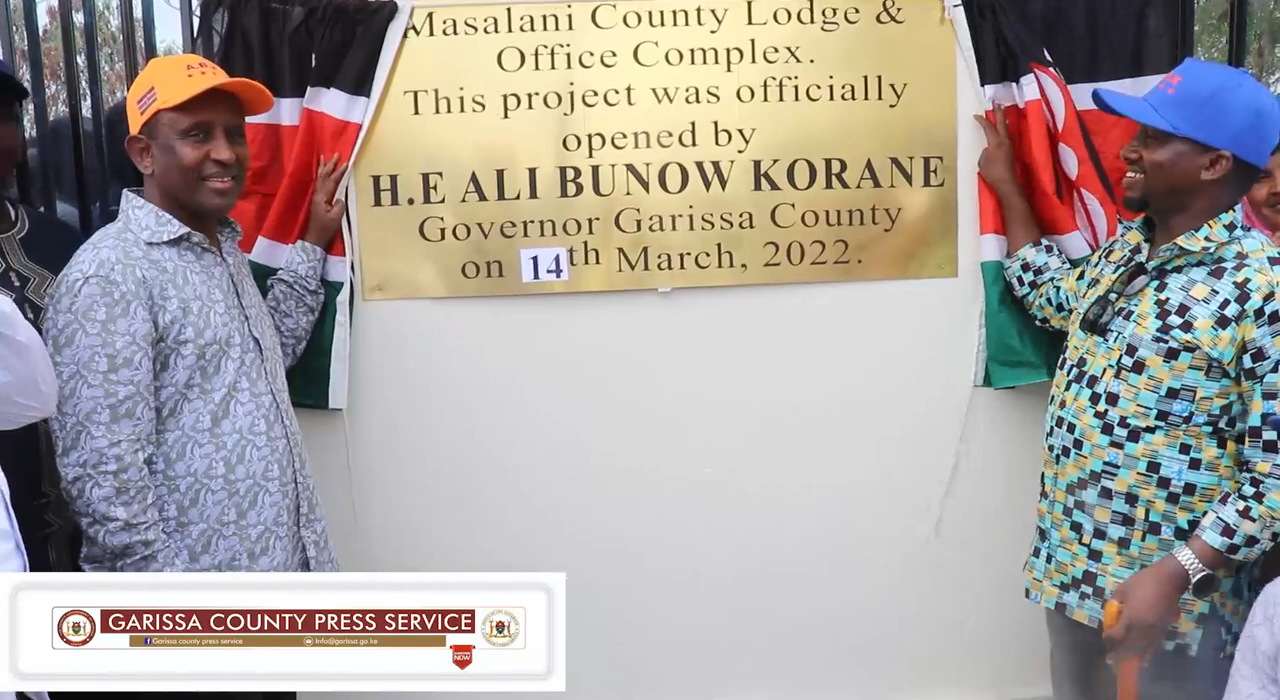 Masalani County Lodge &
Office Complex.
This project was officially
opened by
H.E ALI BUNOW KORANE
Governor Garissa County
on 14th March, 2022.
GARISSA COUNTY PRESS SERVICE
Garissa county press service Info@garissa.go.ke
NOW